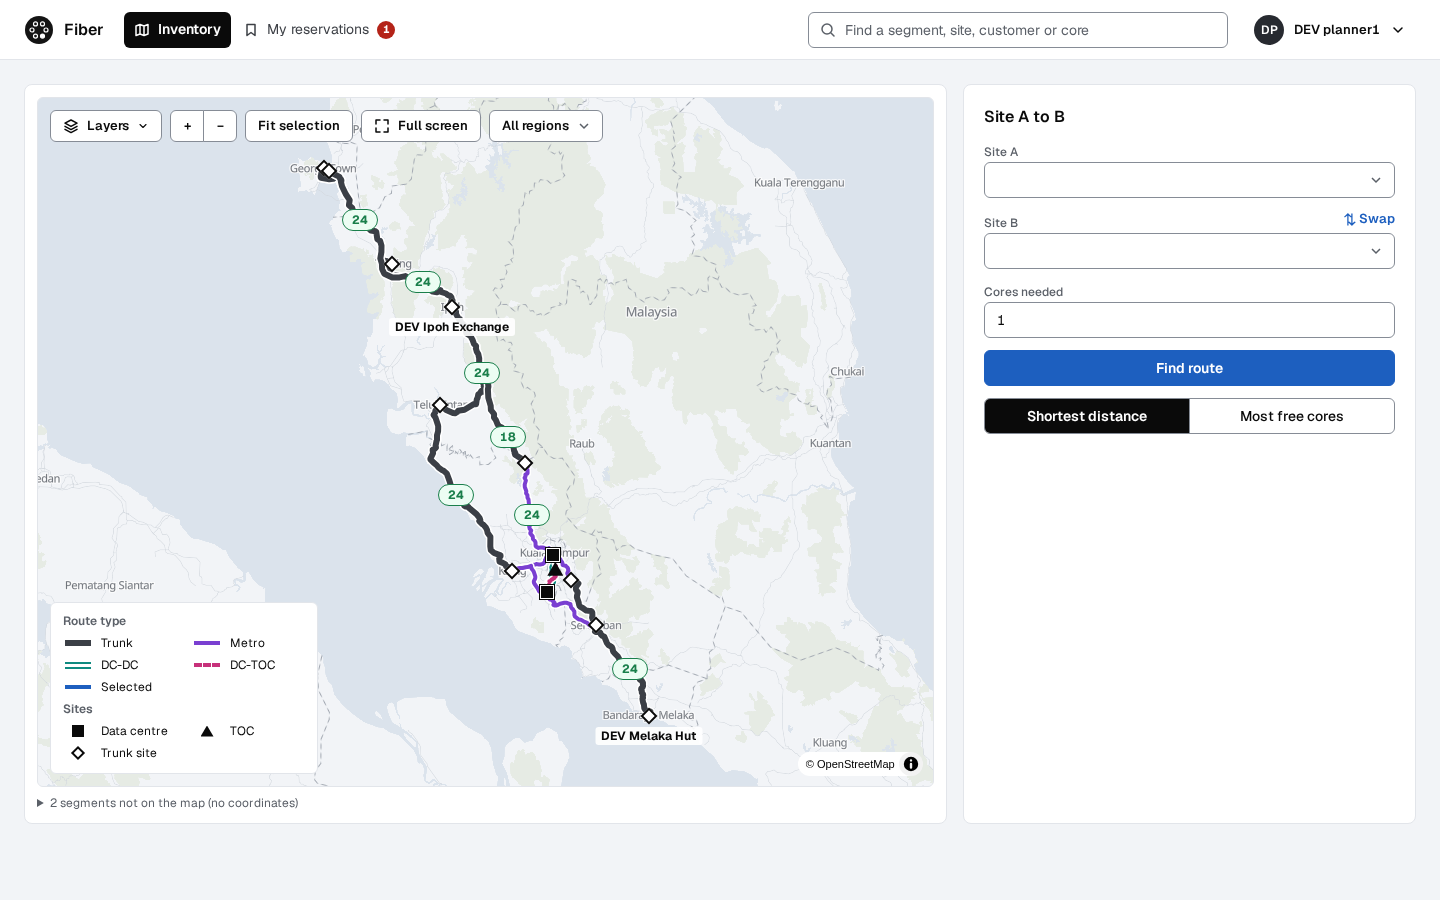 Fiber
Inventory
My reservations 1
Find a segment, site, customer or core
DP
DEV planner1
Layers
+
−
Fit selection
Full screen
All regions
Kuala Terengganu
24
24
DEV Ipoh Exchange
Malaysia
24
Chukai
18
Raub
Kuantan
24
24
edan
Pematang Siantar
24
Bandar Melaka
DEV Melaka Hut
Kluang
Route type
Trunk
Metro
DC-DC
DC-TOC
Selected
Sites
Data centre
TOC
Trunk site
© OpenStreetMap
2 segments not on the map (no coordinates)
Site A to B
Site A
Site B
Swap
Cores needed
1
Find route
Shortest distance
Most free cores